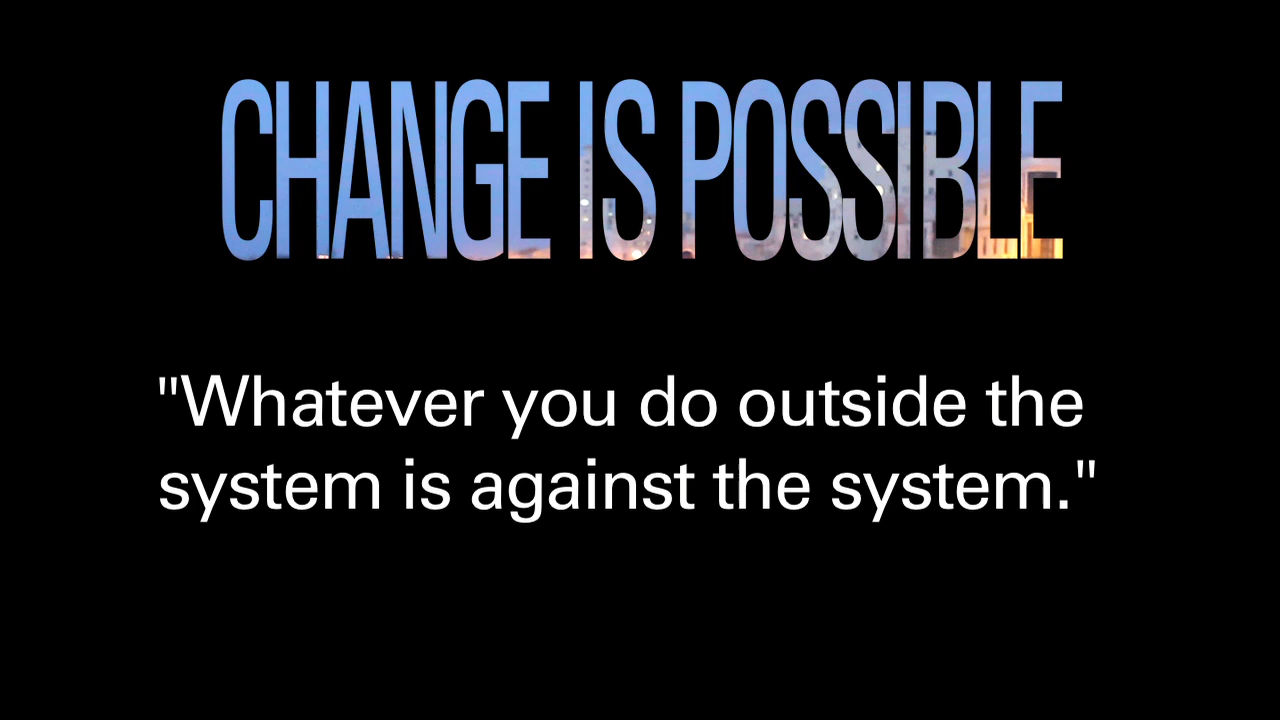 CHANGE IS POSSIBLE
"Whatever you do outside the
system is against the system."